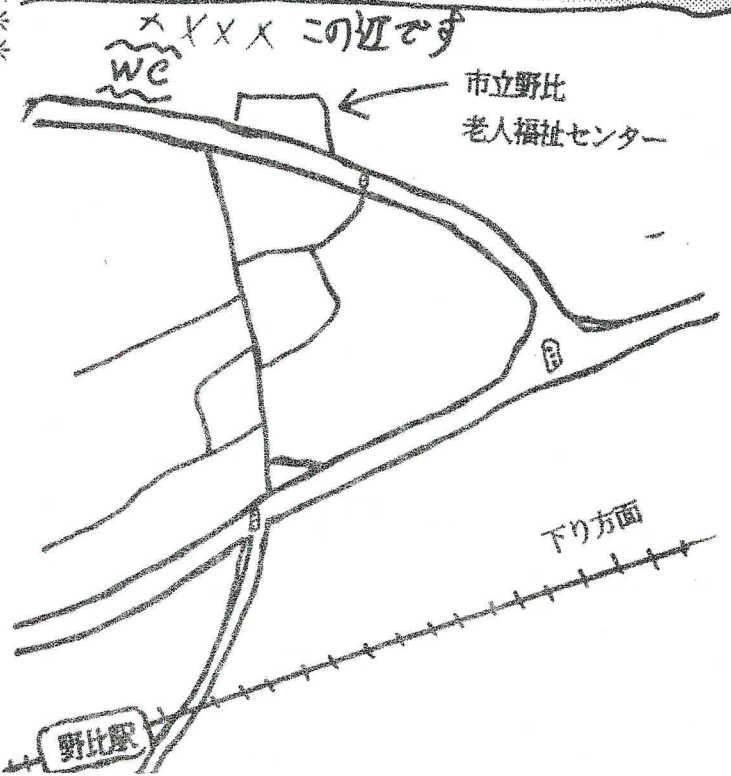 × × × × この辺です
WC
市立野比
老人福祉センター
下り方面
野比駅